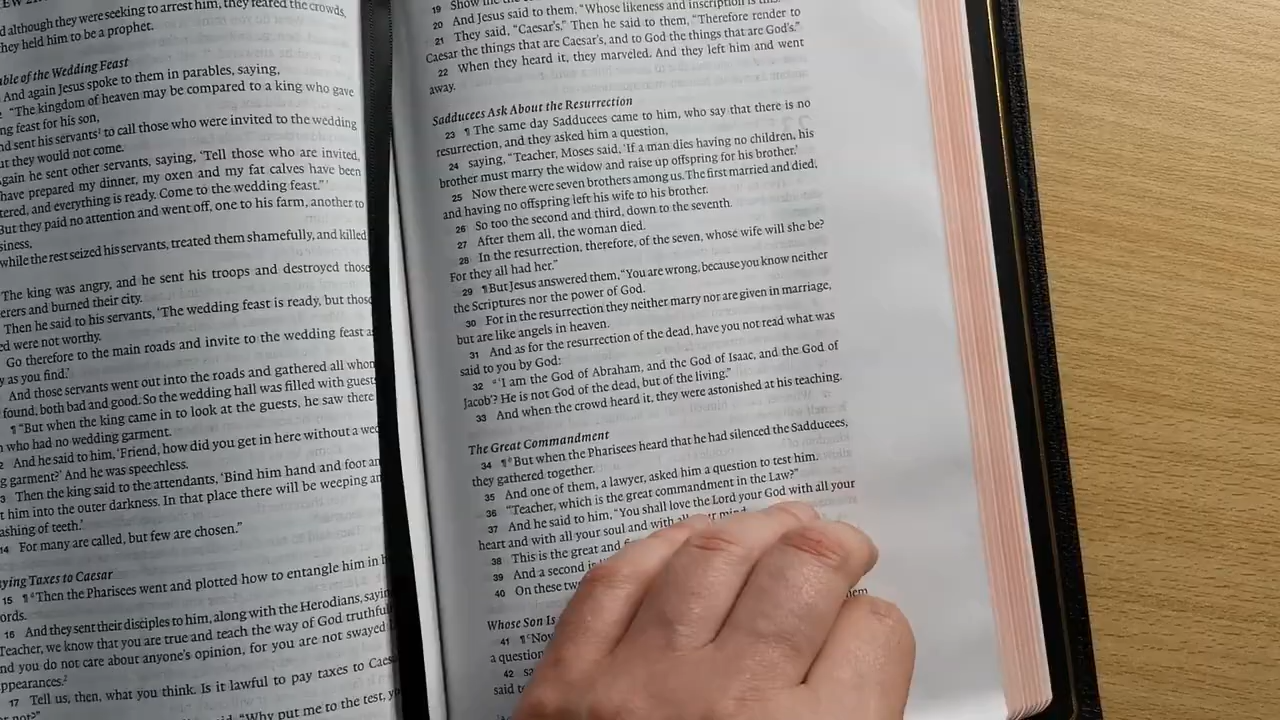 although they were seeking to arrest him, they feared the crowds,
they held him to be a prophet.
of the Wedding Feast
And again Jesus spoke to them in parables, saying,
"The kingdom of heaven may be compared to a king who gave
feast for his son,
sent his servants to call those who were invited to the wedding
they would not come.
he sent other servants, saying, 'Tell those who are invited,
have prepared my dinner, my oxen and my fat calves have been
and everything is ready. Come to the wedding feast."'
But they paid no attention and went off, one to his farm, another to
while the rest seized his servants, treated them shamefully, and killed
The king was angry, and he sent his troops and destroyed those
and burned their city.
Then he said to his servants, 'The wedding feast is ready, but those
were not worthy.
Go therefore to the main roads and invite to the wedding feast as
as you find.'
And those servants went out into the roads and gathered all whom
found, both bad and good. So the wedding hall was filled with guests
¶ "But when the king came in to look at the guests, he saw there
who had no wedding garment.
And he said to him, 'Friend, how did you get in here without a wed
garment?' And he was speechless.
Then the king said to the attendants, 'Bind him hand and foot an
him into the outer darkness. In that place there will be weeping an
of teeth.'
14 For many are called, but few are chosen."
Taxes to Caesar
15 ¶ Then the Pharisees went and plotted how to entangle him in h
16 And they sent their disciples to him, along with the Herodians, sayin
Teacher, we know that you are true and teach the way of God truthful
and you do not care about anyone's opinion, for you are not swayed
appearances.2
17 Tell us, then, what you think. Is it lawful to pay taxes to Caes
not?"
"Why put me to the test, yo
19 Show
20 And Jesus said to them, "Whose likeness and inscription is
21 They said, "Caesar's." Then he said to them, "Therefore render to
Caesar the things that are Caesar's, and to God the things that are God's."
22 When they heard it, they marveled. And they left him and went
away.
Sadducees Ask About the Resurrection
23 ¶ The same day Sadducees came to him, who say that there is no
resurrection, and they asked him a question,
24 saying, "Teacher, Moses said, 'If a man dies having no children, his
brother must marry the widow and raise up offspring for his brother.'
25 Now there were seven brothers among us. The first married and died,
and having no offspring left his wife to his brother.
26 So too the second and third, down to the seventh.
27 After them all, the woman died.
28 In the resurrection, therefore, of the seven, whose wife will she be?
For they all had her."
29 ¶ But Jesus answered them, "You are wrong, because you know neither
the Scriptures nor the power of God.
30 For in the resurrection they neither marry nor are given in marriage,
but are like angels in heaven.
31 And as for the resurrection of the dead, have you not read what was
said to you by God:
32 "'I am the God of Abraham, and the God of Isaac, and the God of
Jacob'? He is not God of the dead, but of the living."
33 And when the crowd heard it, they were astonished at his teaching.
The Great Commandment
34 ¶ But when the Pharisees heard that he had silenced the Sadducees,
they gathered together.
35 And one of them, a lawyer, asked him a question to test him.
36 "Teacher, which is the great commandment in the Law?"
37 And he said to him, "You shall love the Lord your God with all your
heart and with all your soul and with all your mind
38 This is the great and
39 And a second
40 On these tw
them
Whose Son Is
41 ¶ Nov
a question
42
said to